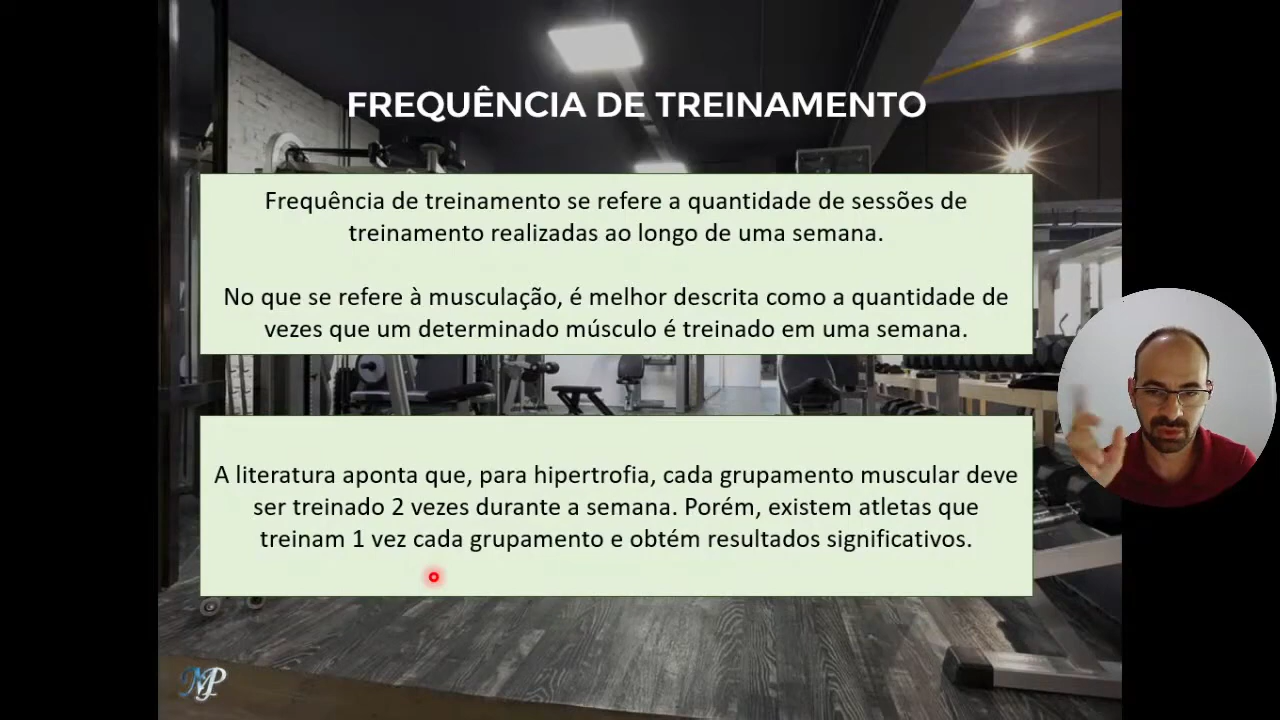 FREQUÊNCIA DE TREINAMENTO
Frequência de treinamento se refere a quantidade de sessões de
treinamento realizadas ao longo de uma semana.
No que se refere à musculação, é melhor descrita como a quantidade de
vezes que um determinado músculo é treinado em uma semana.
A literatura aponta que, para hipertrofia, cada grupamento muscular deve
ser treinado 2 vezes durante a semana. Porém, existem atletas que
treinam 1 vez cada grupamento e obtém resultados significativos.
MP